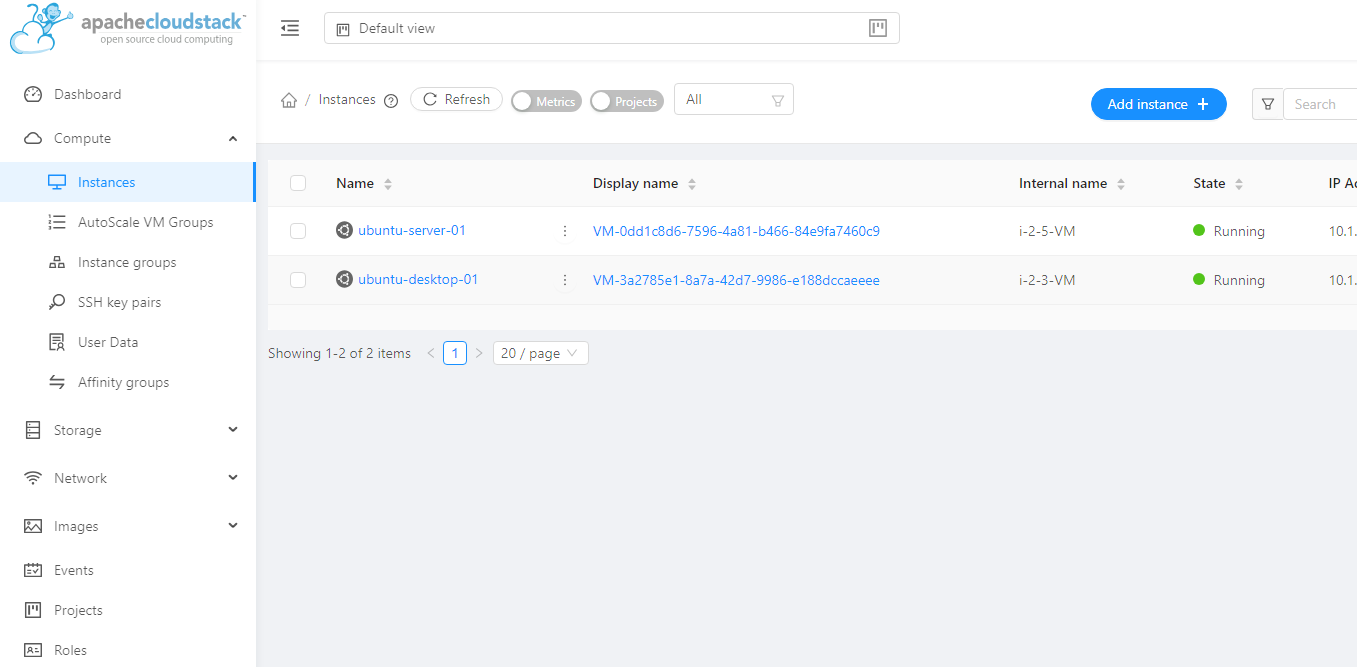 apachecloudstack™
open source cloud computing
Default view
Dashboard
Compute
Instances
AutoScale VM Groups
Instance groups
SSH key pairs
User Data
Affinity groups
Storage
Network
Images
Events
Projects
Roles
/ Instances Refresh Metrics Projects All Add instance + Search
Name Display name Internal name State IP Ac
ubuntu-server-01 VM-0dd1c8d6-7596-4a81-b466-84e9fa7460c9 i-2-5-VM Running 10.1.
ubuntu-desktop-01 VM-3a2785e1-8a7a-42d7-9986-e188dccaeeee i-2-3-VM Running 10.1.
Showing 1-2 of 2 items < 1 > 20 / page